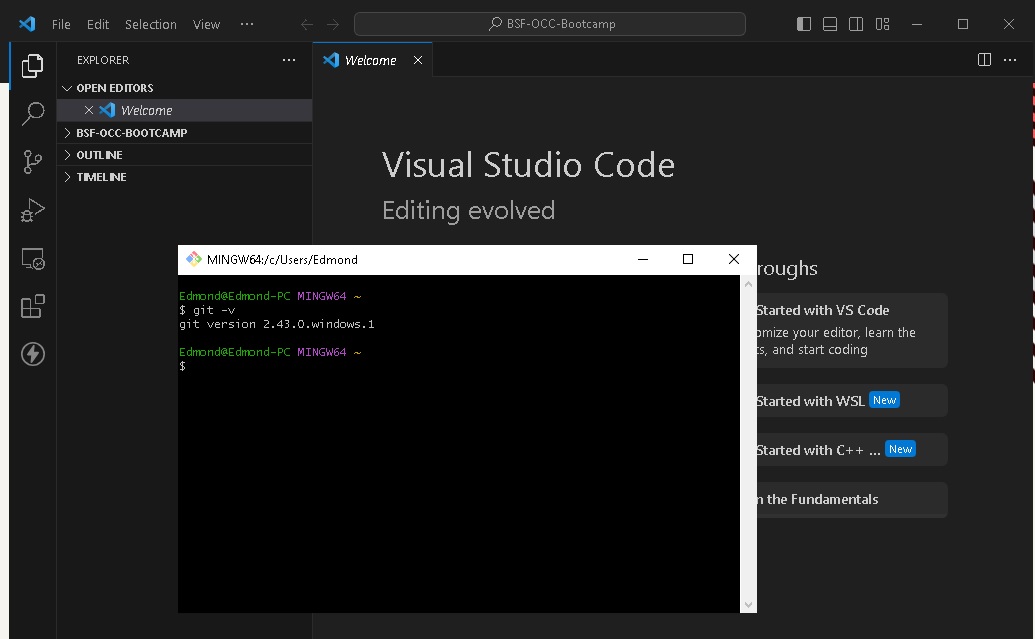 File Edit Selection View ···
BSF-OCC-Bootcamp
EXPLORER
OPEN EDITORS
Welcome
BSF-OCC-BOOTCAMP
OUTLINE
TIMELINE
Welcome
Visual Studio Code
Editing evolved
MINGW64:/c/Users/Edmond
Edmond@Edmond-PC MINGW64 ~
$ git -v
git version 2.43.0.windows.1
Edmond@Edmond-PC MINGW64 ~
$
roughs
Started with VS Code
omize your editor, learn the
ts, and start coding
Started with WSL New
Started with C++ ... New
n the Fundamentals